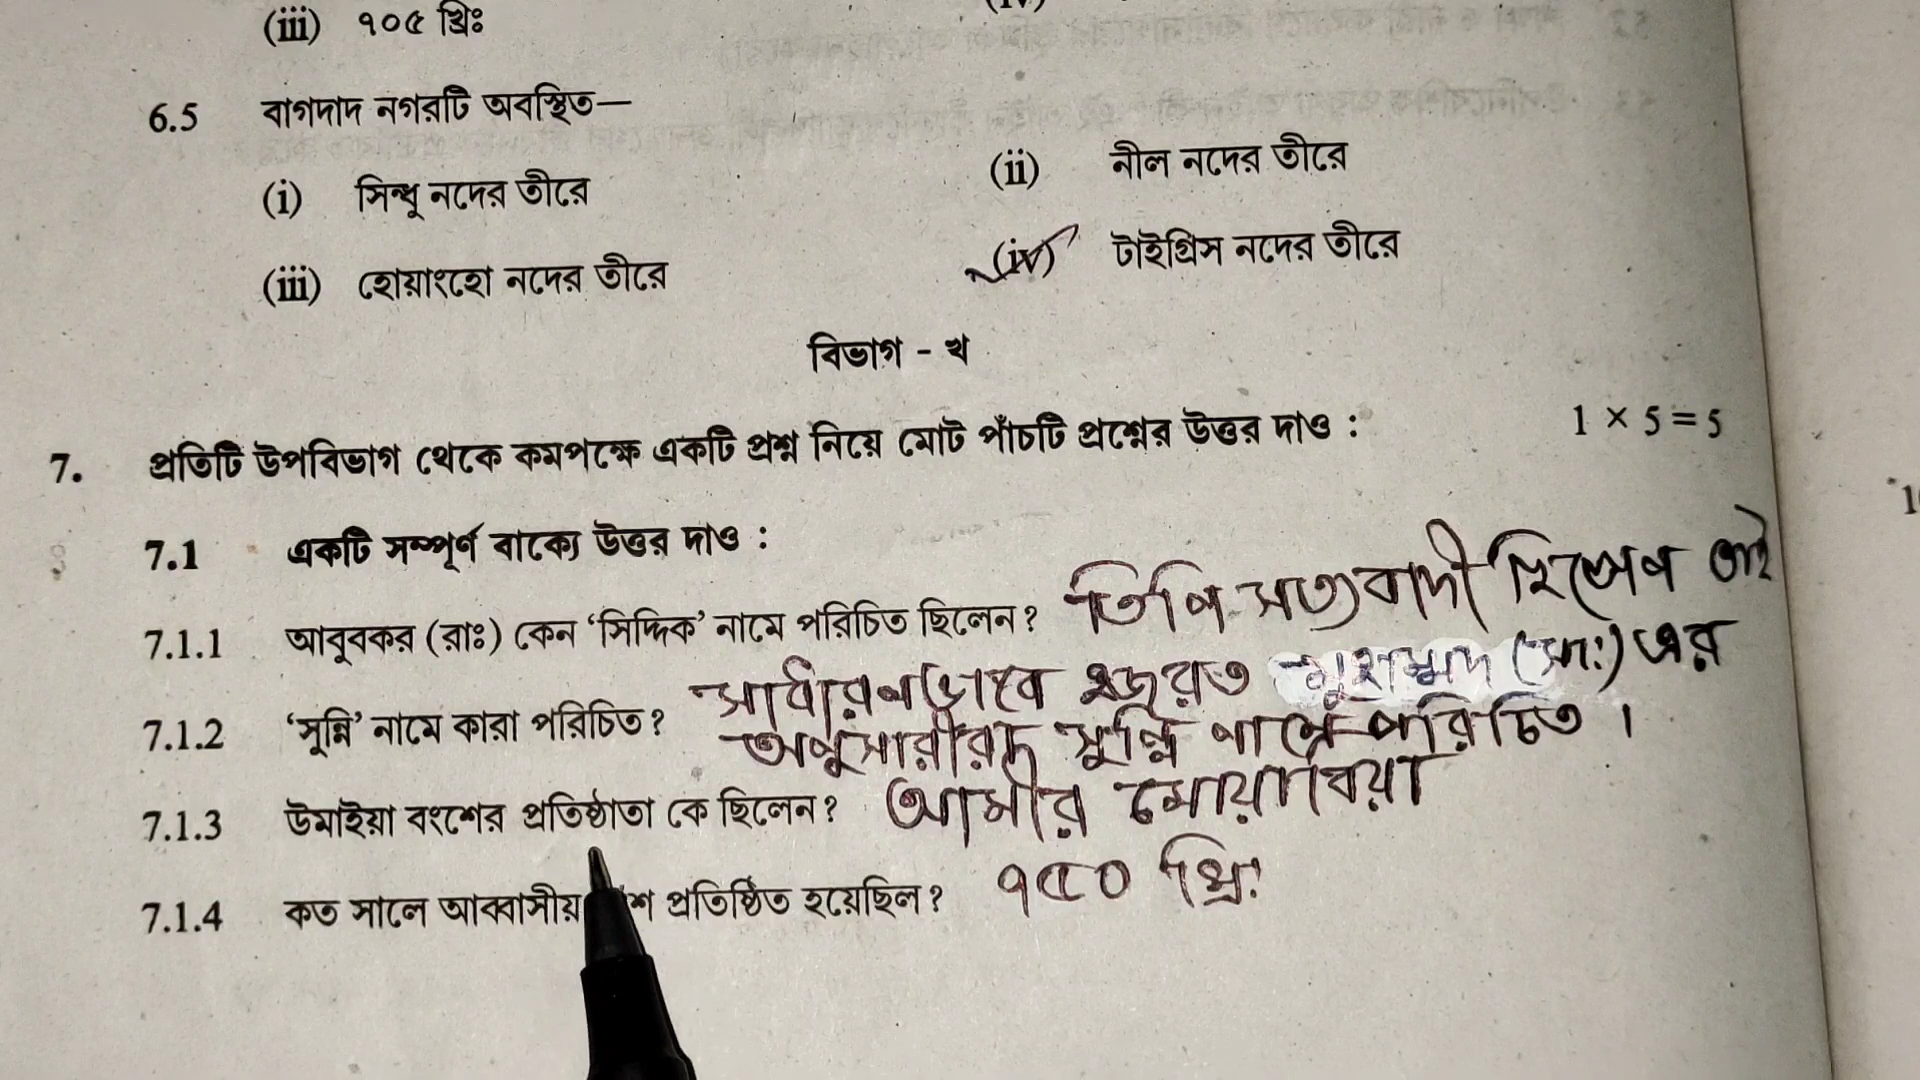 (iii) ৭০৫ খ্রিঃ
(iv)
6.5 বাগদাদ নগরটি অবস্থিত—
(i) সিন্ধু নদের তীরে
(ii) নীল নদের তীরে
(iii) হোয়াংহো নদের তীরে
(iv) টাইগ্রিস নদের তীরে
বিভাগ - খ
7. প্রতিটি উপবিভাগ থেকে কমপক্ষে একটি প্রশ্ন নিয়ে মোট পাঁচটি প্রশ্নের উত্তর দাও : 1 × 5 = 5
7.1 একটি সম্পূর্ণ বাক্যে উত্তর দাও :
7.1.1 আবুবকর (রাঃ) কেন ‘সিদ্দিক’ নামে পরিচিত ছিলেন? তিনি সত্যবাদী ছিলেন তাই
7.1.2 ‘সুন্নি’ নামে কারা পরিচিত? সাধারণভাবে হজরত মুহাম্মদ (সাঃ) এর
অনুসারীরা সুন্নি নামে পরিচিত।
7.1.3 উমাইয়া বংশের প্রতিষ্ঠাতা কে ছিলেন? আমীর মোয়াবিয়া
7.1.4 কত সালে আব্বাসীয় শ প্রতিষ্ঠিত হয়েছিল? ৭৫০ খ্রি: